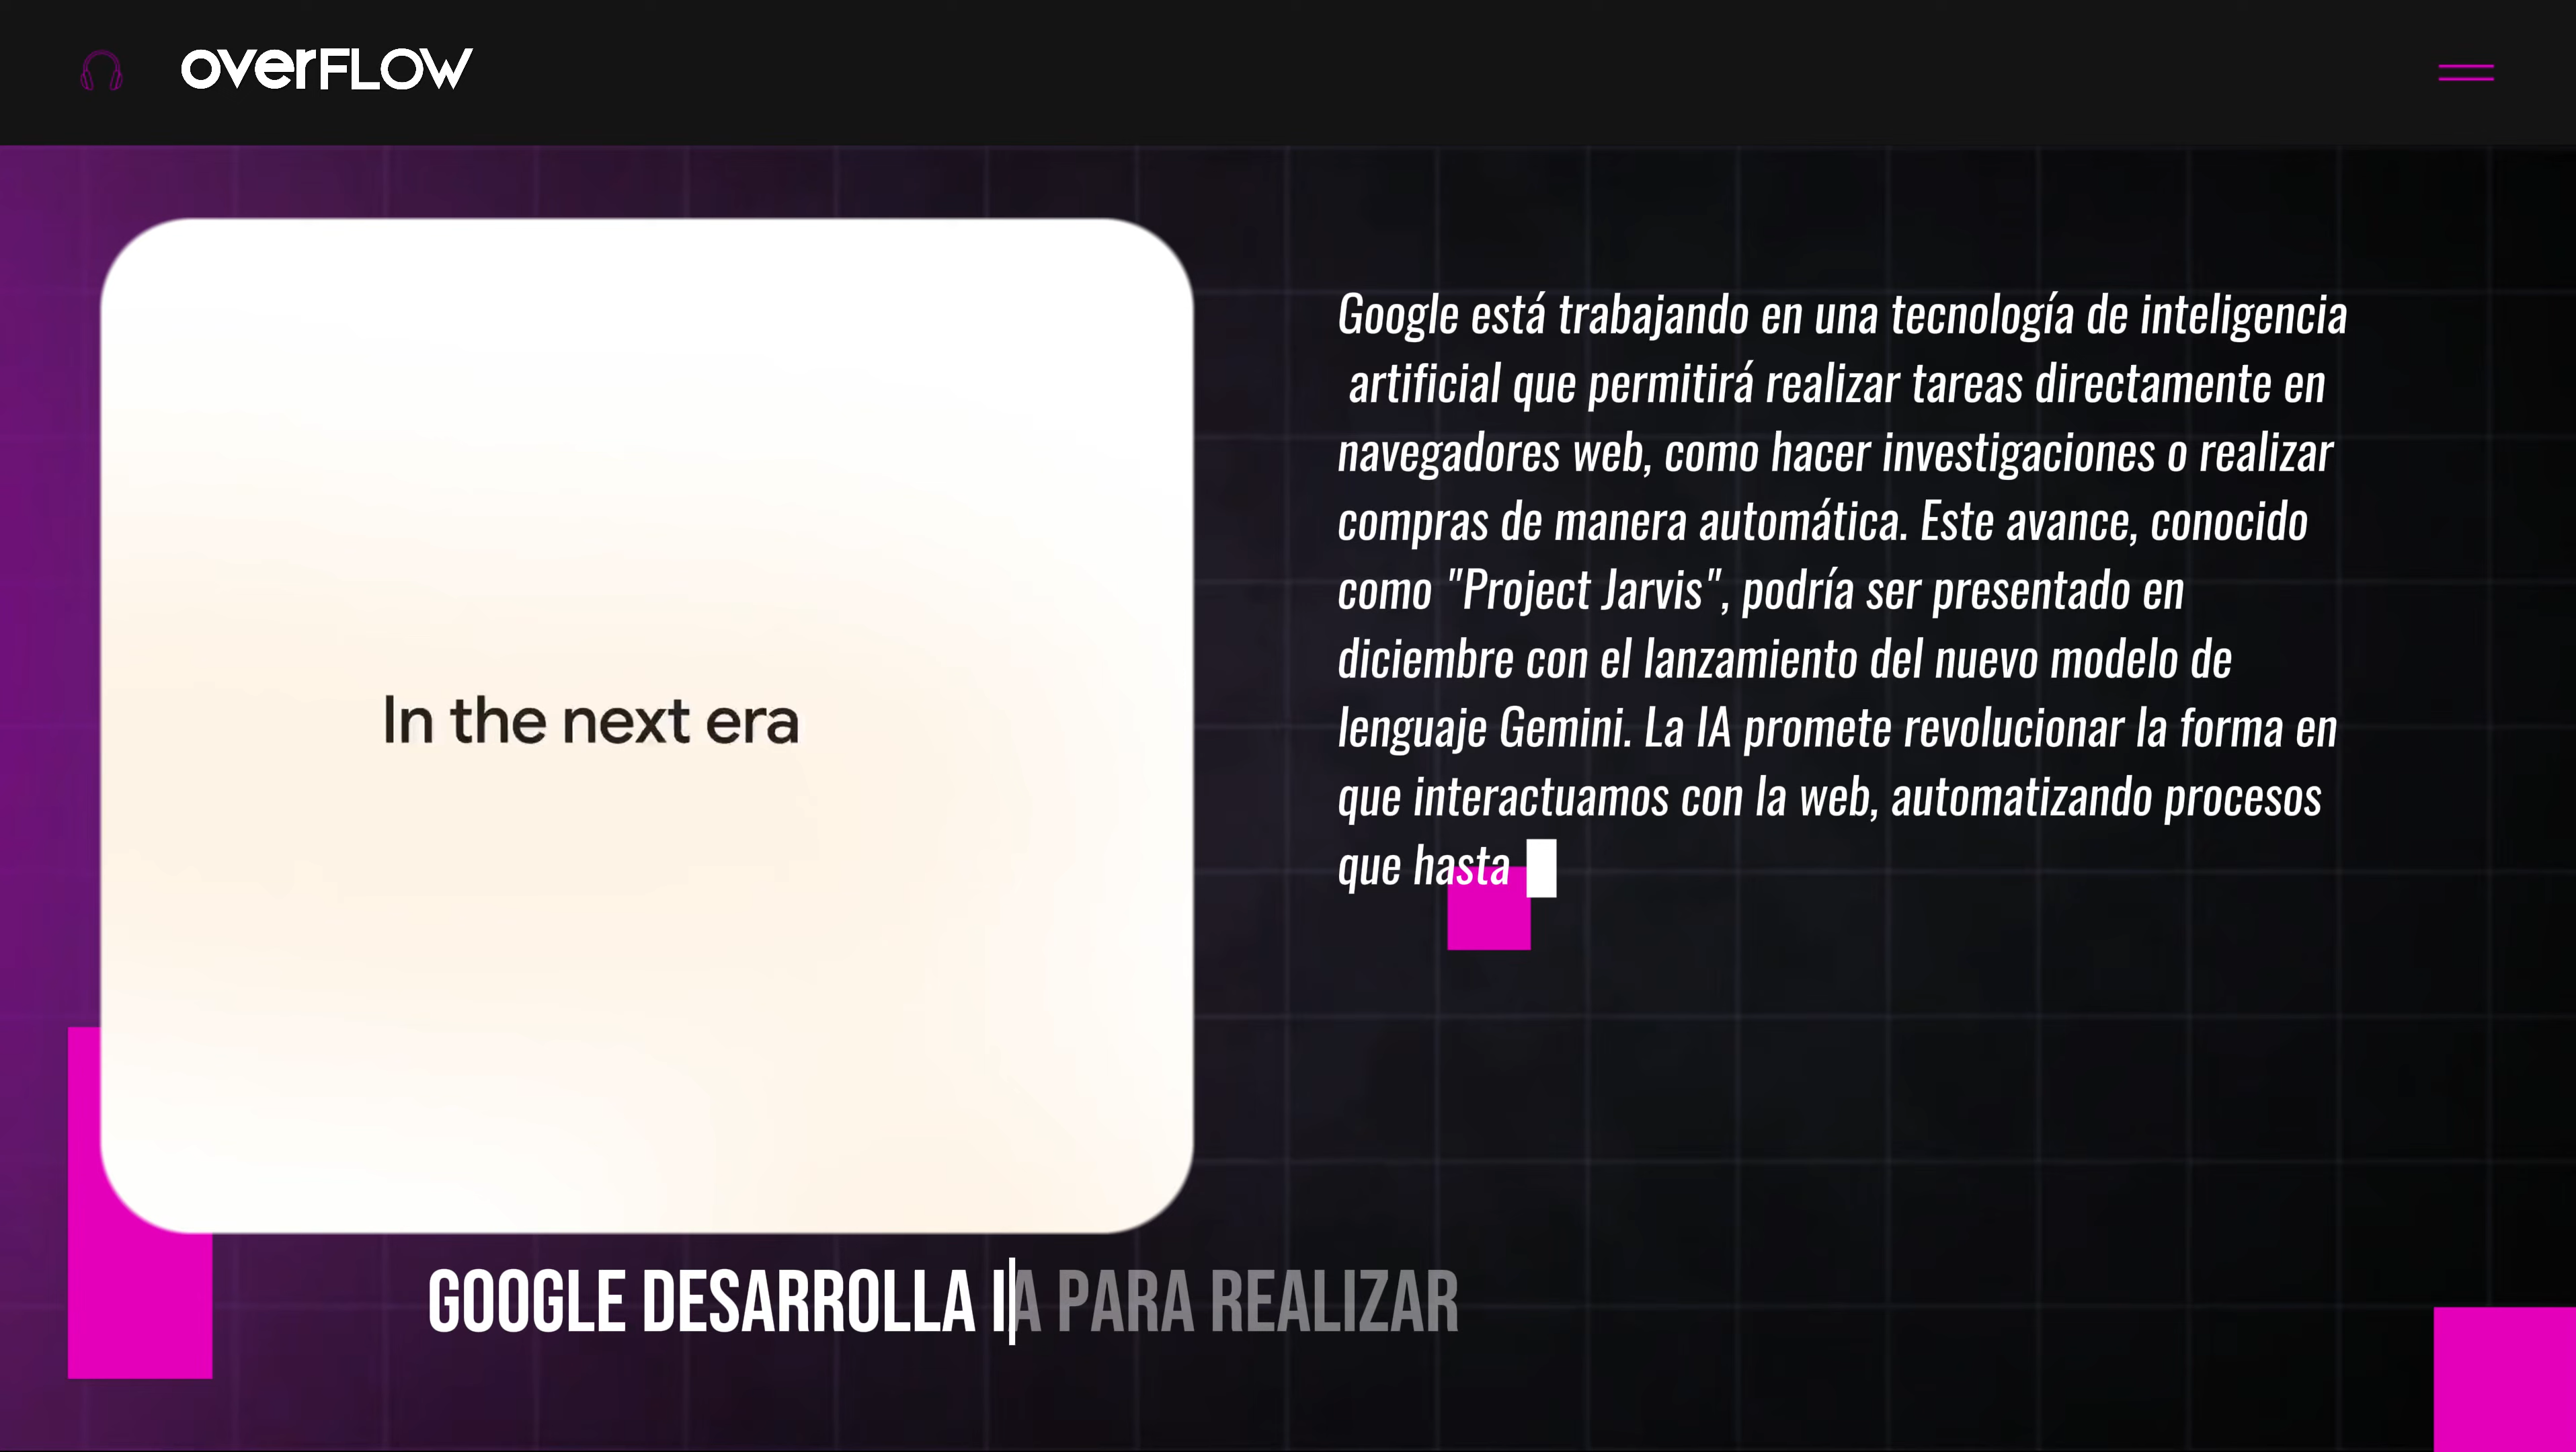 overFLOW
Google está trabajando en una tecnología de inteligencia
artificial que permitirá realizar tareas directamente en
navegadores web, como hacer investigaciones o realizar
compras de manera automática. Este avance, conocido
como "Project Jarvis", podría ser presentado en
diciembre con el lanzamiento del nuevo modelo de
lenguaje Gemini. La IA promete revolucionar la forma en
que interactuamos con la web, automatizando procesos
que hasta
In the next era
GOOGLE DESARROLLA IA PARA REALIZAR